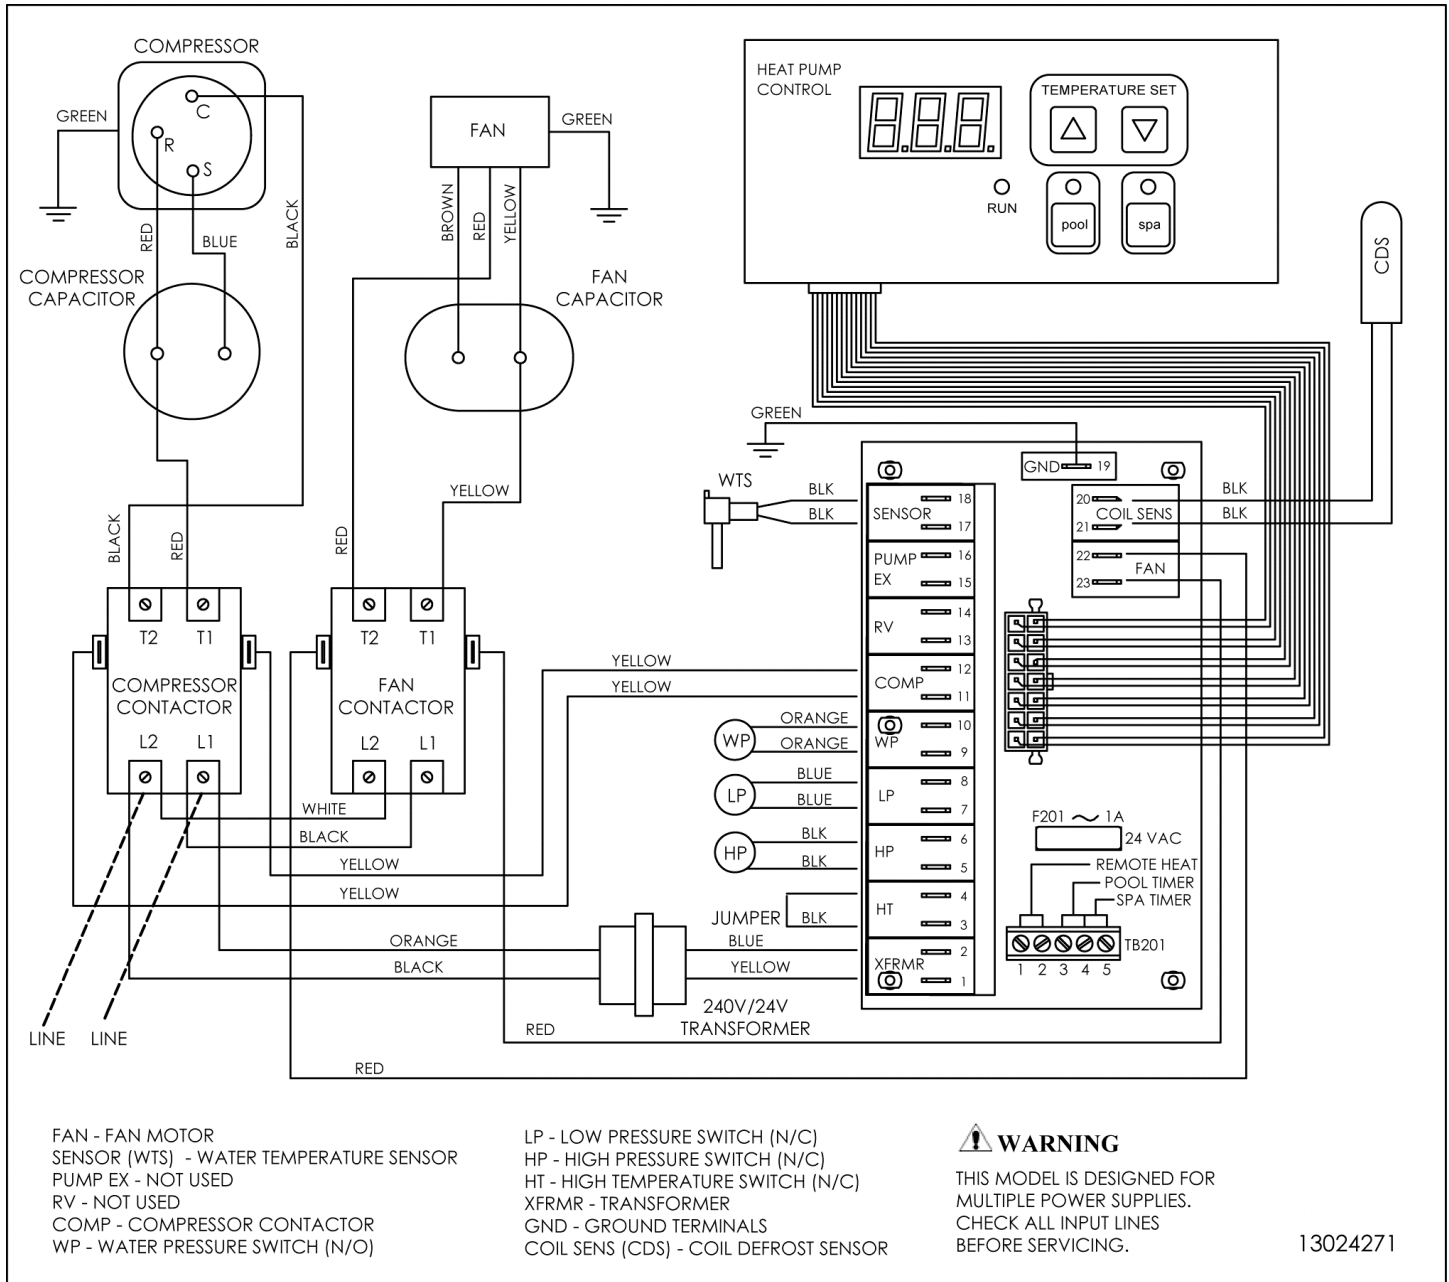 COMPRESSOR
C
R
S
GREEN
RED
BLUE
BLACK
COMPRESSOR
CAPACITOR
FAN
GREEN
BROWN
RED
YELLOW
FAN
CAPACITOR
HEAT PUMP
CONTROL
8.8.8.
TEMPERATURE SET
RUN
pool
spa
CDS
GREEN
WTS
BLK
BLK
GND 19
SENSOR
18
17
20
21
COIL SENS
BLK
BLK
PUMP
EX
16
15
22
23
FAN
RV
14
13
COMP
12
11
WP
10
9
LP
8
7
HP
6
5
HT
4
3
XFRMR
2
1
BLACK
RED
RED
YELLOW
T2 T1
COMPRESSOR
CONTACTOR
L2 L1
T2 T1
FAN
CONTACTOR
L2 L1
YELLOW
YELLOW
WP
ORANGE
ORANGE
LP
BLUE
BLUE
HP
BLK
BLK
JUMPER
BLK
WHITE
BLACK
YELLOW
YELLOW
ORANGE
BLACK
BLUE
YELLOW
240V/24V
TRANSFORMER
LINE LINE
RED
RED
F201 1A
24 VAC
REMOTE HEAT
POOL TIMER
SPA TIMER
TB201
1 2 3 4 5
FAN - FAN MOTOR
SENSOR (WTS) - WATER TEMPERATURE SENSOR
PUMP EX - NOT USED
RV - NOT USED
COMP - COMPRESSOR CONTACTOR
WP - WATER PRESSURE SWITCH (N/O)
LP - LOW PRESSURE SWITCH (N/C)
HP - HIGH PRESSURE SWITCH (N/C)
HT - HIGH TEMPERATURE SWITCH (N/C)
XFRMR - TRANSFORMER
GND - GROUND TERMINALS
COIL SENS (CDS) - COIL DEFROST SENSOR
WARNING
THIS MODEL IS DESIGNED FOR
MULTIPLE POWER SUPPLIES.
CHECK ALL INPUT LINES
BEFORE SERVICING.
13024271